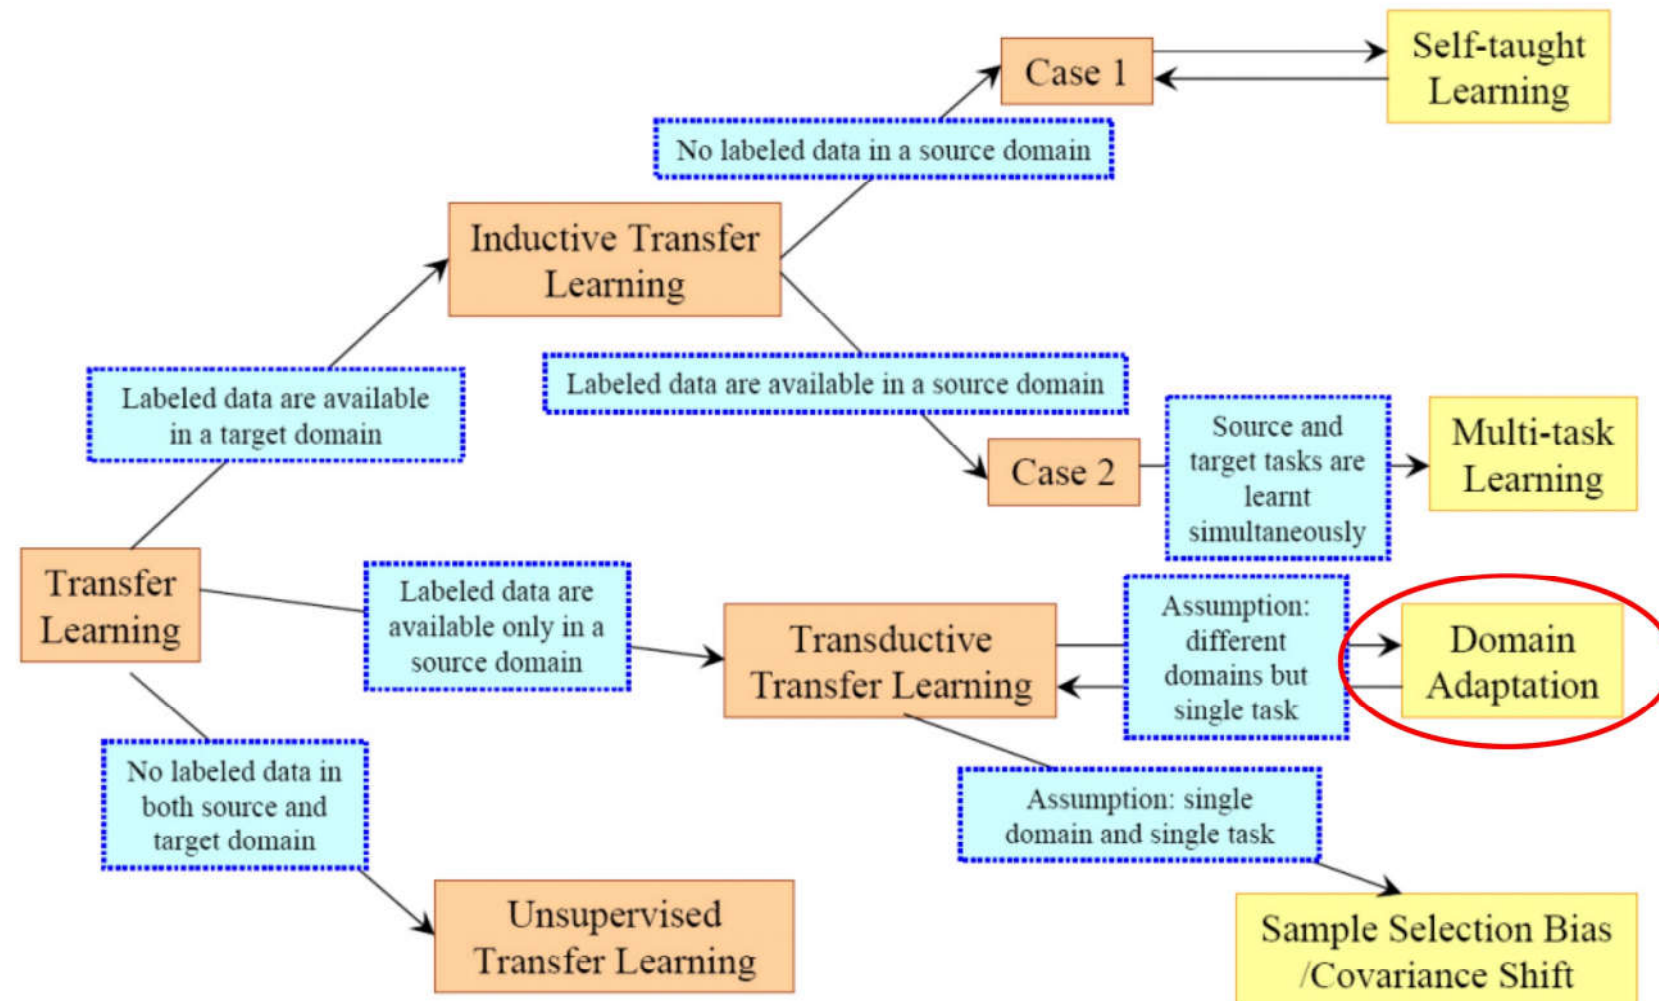 Self-taught
Learning
Case 1
No labeled data in a source domain
Inductive Transfer
Learning
Labeled data are available in a source domain
Labeled data are available
in a target domain
Case 2
Source and
target tasks are
learnt
simultaneously
Multi-task
Learning
Transfer
Learning
Labeled data are
available only in a
source domain
Transductive
Transfer Learning
Assumption:
different
domains but
single task
Domain
Adaptation
No labeled data in
both source and
target domain
Assumption: single
domain and single task
Unsupervised
Transfer Learning
Sample Selection Bias
/Covariance Shift